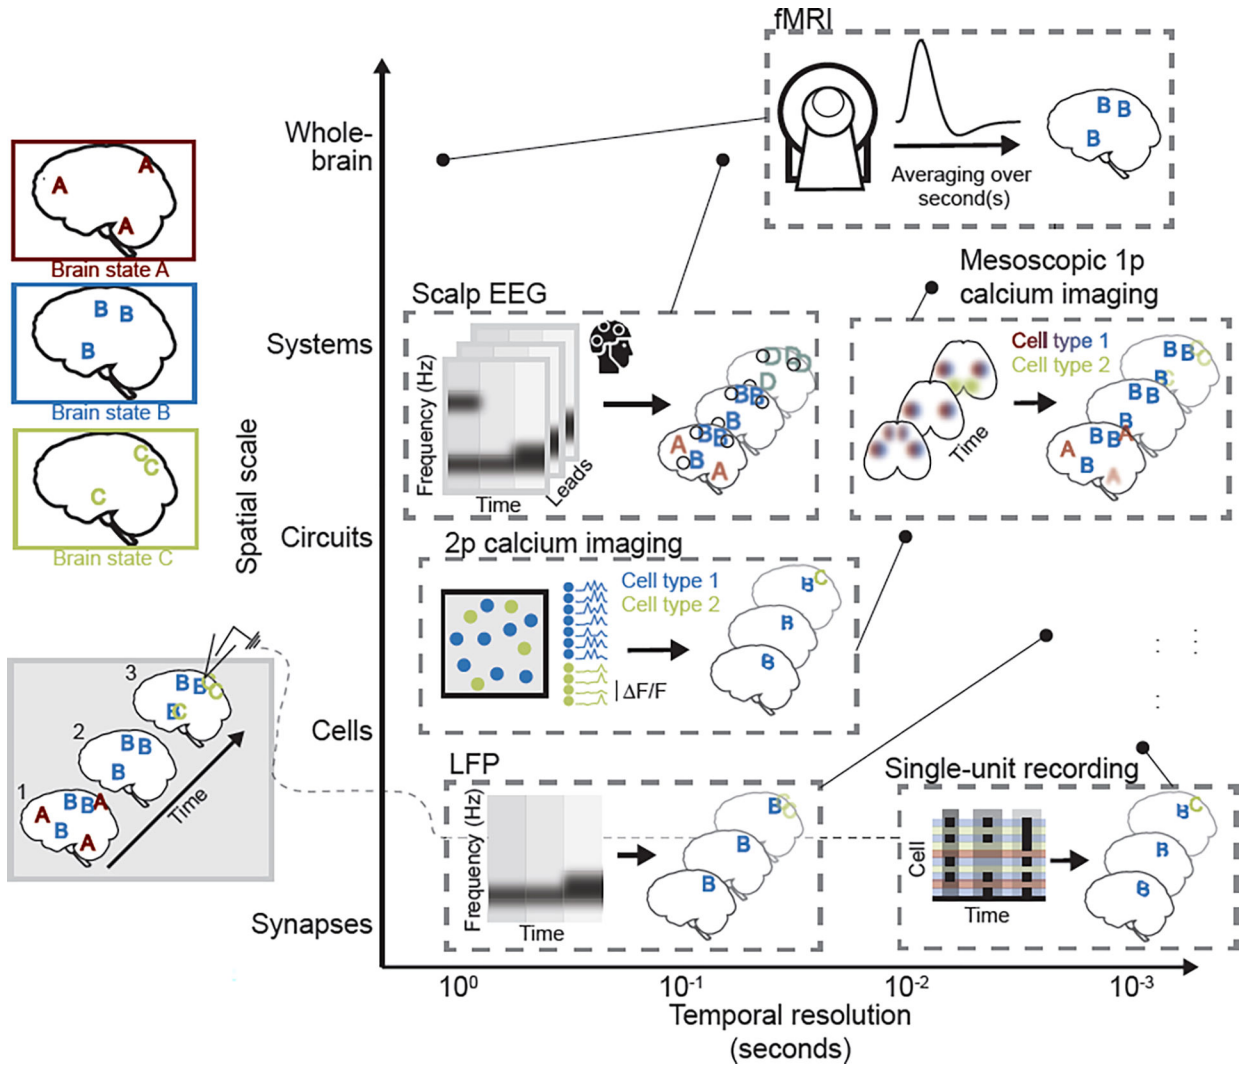 fMRI
Averaging over
second(s)
B B
B
Whole-
brain
Systems
Circuits
Cells
Synapses
Spatial scale
A
A
A
Brain state A
B B
B
Brain state B
C
C
C
Brain state C
Scalp EEG
Frequency (Hz)
Time
Leads
D D D
D
B B
B
A B B
B
A
Mesoscopic 1p
calcium imaging
Cell type 1
Cell type 2
Time
B B C
C
B C
B B
B
A B B A
B
A
2p calcium imaging
Cell type 1
Cell type 2
ΔF/F
B C
B
B
3
B B C
C
B C
2
B B
B
1
A B B A
B
A
Time
LFP
Frequency (Hz)
Time
B C
C
B
B
Single-unit recording
Cell
Time
B C
B
B
10⁰
10⁻¹
10⁻²
10⁻³
Temporal resolution
(seconds)